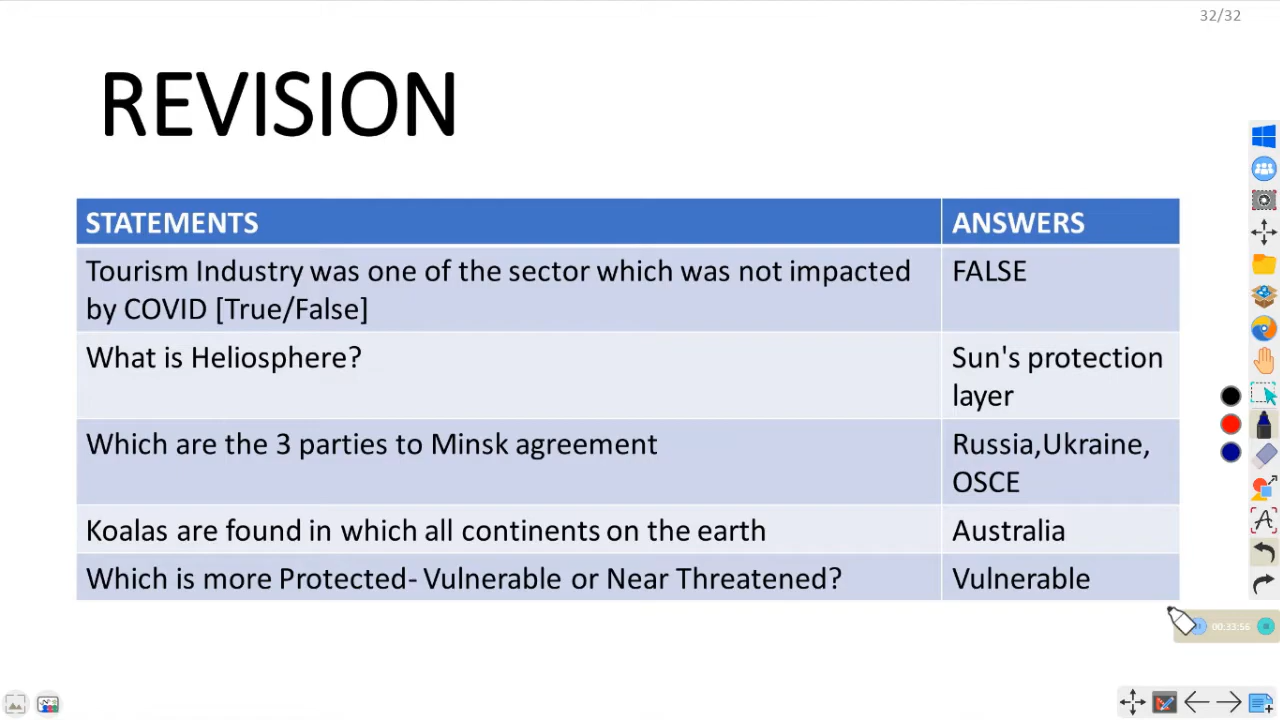 32/32
REVISION
STATEMENTS
ANSWERS
Tourism Industry was one of the sector which was not impacted
by COVID [True/False]
FALSE
What is Heliosphere?
Sun's protection
layer
Which are the 3 parties to Minsk agreement
Russia,Ukraine,
OSCE
Koalas are found in which all continents on the earth
Australia
Which is more Protected- Vulnerable or Near Threatened?
Vulnerable
00:33:56